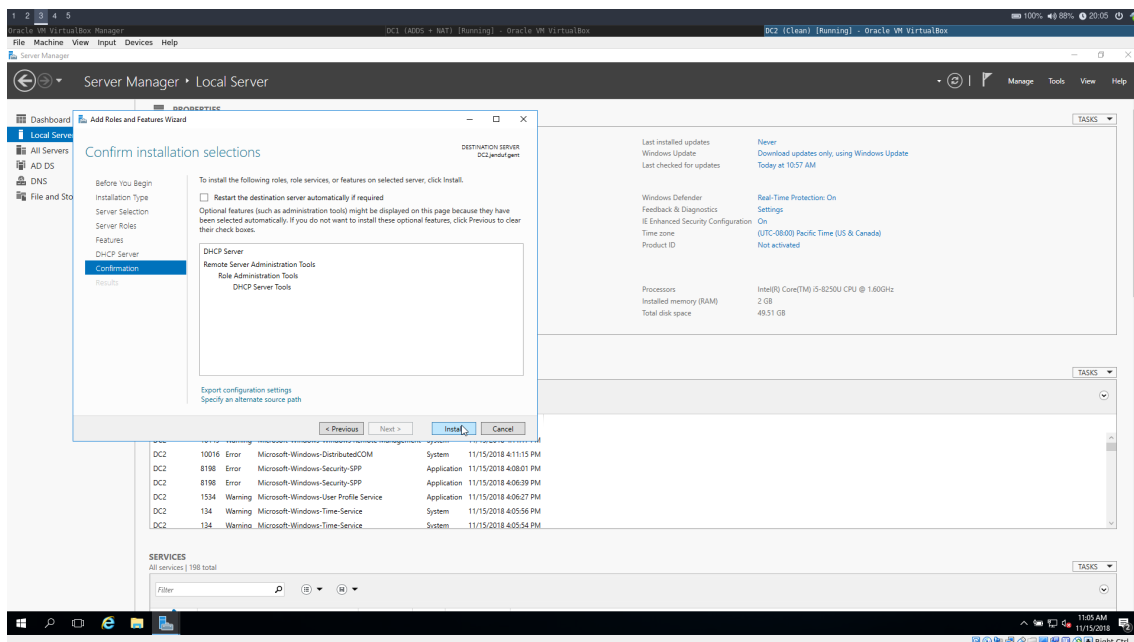 1 2 3 4 5
100% 88% 20:05
Oracle VM VirtualBox Manager
DC1 (ADDS + NAT) [Running] - Oracle VM VirtualBox
DC2 (Clean) [Running] - Oracle VM VirtualBox
File Machine View Input Devices Help
Server Manager
Server Manager • Local Server
Manage Tools View Help
Dashboard
Local Serve
All Servers
AD DS
DNS
File and Sto
PROPERTIES
TASKS
Add Roles and Features Wizard
Confirm installation selections
DESTINATION SERVER
DC2.jenduf.gent
Before You Begin
Installation Type
Server Selection
Server Roles
Features
DHCP Server
Confirmation
Results
To install the following roles, role services, or features on selected server, click Install.
Restart the destination server automatically if required
Optional features (such as administration tools) might be displayed on this page because they have
been selected automatically. If you do not want to install these optional features, click Previous to clear
their check boxes.
DHCP Server
Remote Server Administration Tools
Role Administration Tools
DHCP Server Tools
Export configuration settings
Specify an alternate source path
< Previous Next > Install Cancel
Last installed updates Never
Windows Update Download updates only, using Windows Update
Last checked for updates Today at 10:57 AM
Windows Defender Real-Time Protection: On
Feedback & Diagnostics Settings
IE Enhanced Security Configuration On
Time zone (UTC-08:00) Pacific Time (US & Canada)
Product ID Not activated
Processors Intel(R) Core(TM) i5-8250U CPU @ 1.60GHz
Installed memory (RAM) 2 GB
Total disk space 49.51 GB
TASKS
DC2 10016 Error Microsoft-Windows-DistributedCOM System 11/15/2018 4:11:15 PM
DC2 8198 Error Microsoft-Windows-Security-SPP Application 11/15/2018 4:08:01 PM
DC2 8198 Error Microsoft-Windows-Security-SPP Application 11/15/2018 4:06:39 PM
DC2 1534 Warning Microsoft-Windows-User Profile Service Application 11/15/2018 4:06:27 PM
DC2 134 Warning Microsoft-Windows-Time-Service System 11/15/2018 4:05:56 PM
DC2 134 Warning Microsoft-Windows-Time-Service System 11/15/2018 4:05:54 PM
SERVICES
All services | 198 total
TASKS
Filter
11:05 AM
11/15/2018
Right Ctrl